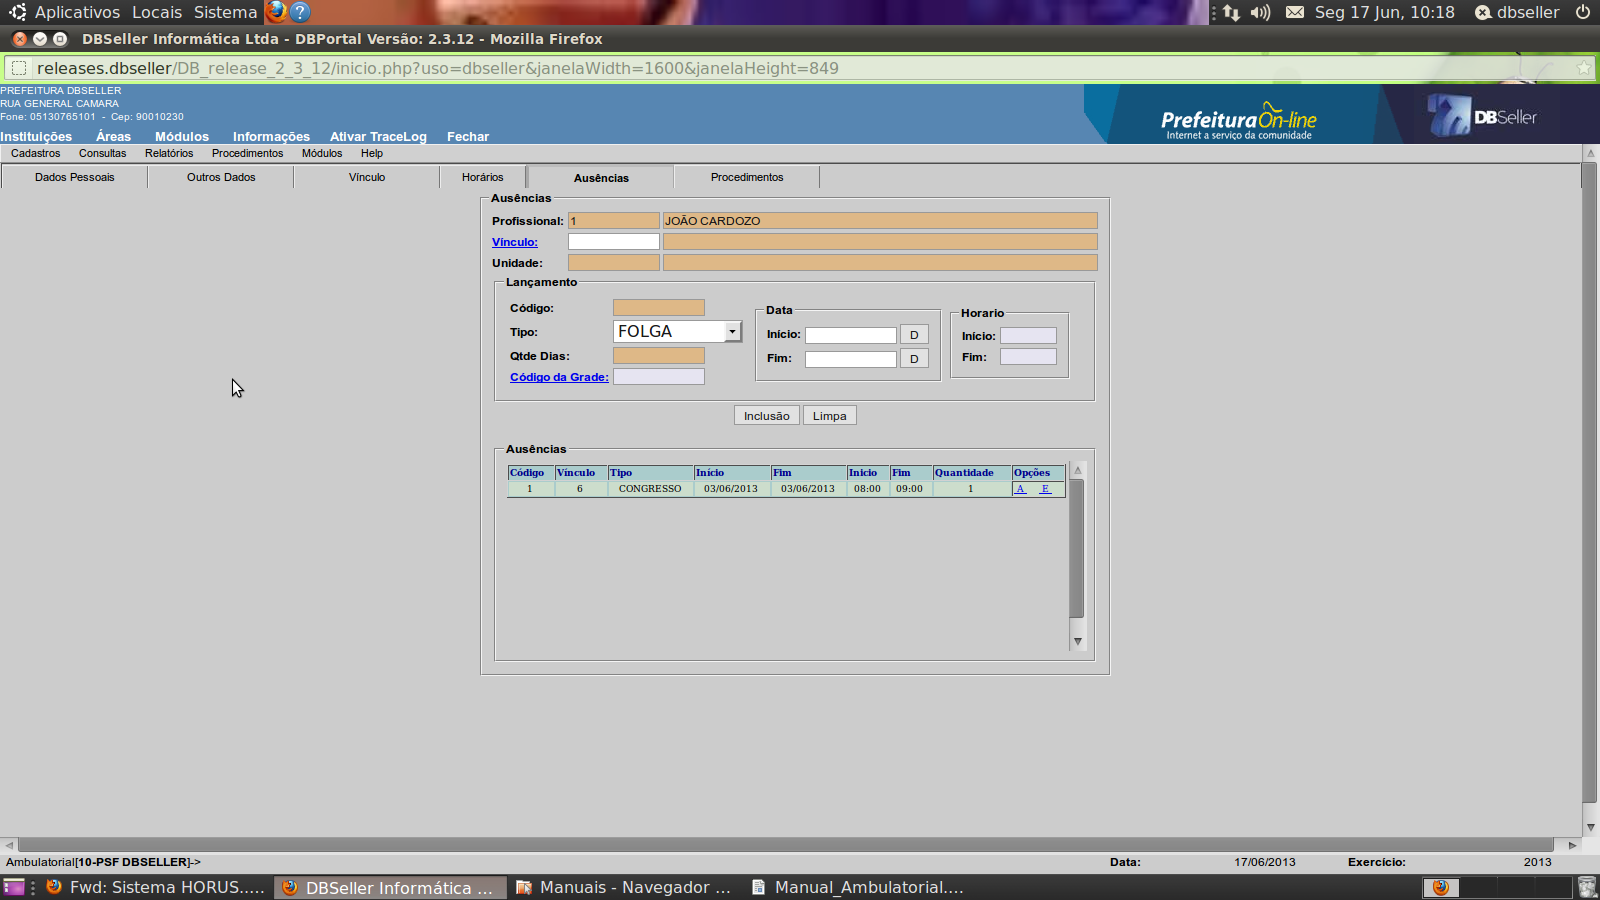 Aplicativos Locais Sistema Seg 17 Jun, 10:18 dbseller
DBSeller Informática Ltda - DBPortal Versão: 2.3.12 - Mozilla Firefox
releases.dbseller/DB_release_2_3_12/inicio.php?uso=dbseller&janelaWidth=1600&janelaHeight=849
PREFEITURA DBSELLER
RUA GENERAL CAMARA
Fone: 05130765101 - Cep: 90010230
Prefeitura On-line
Internet a serviço da comunidade
DBSeller
Instituições Áreas Módulos Informações Ativar TraceLog Fechar
Cadastros Consultas Relatórios Procedimentos Módulos Help
Dados Pessoais Outros Dados Vínculo Horários Ausências Procedimentos
Ausências
Profissional: 1 JOÃO CARDOZO
Vínculo:
Unidade:
Lançamento
Código:
Tipo: FOLGA
Qtde Dias:
Código da Grade:
Data
Início: D
Fim: D
Horario
Início:
Fim:
Inclusão Limpa
Ausências
Código Vínculo Tipo Início Fim Inicio Fim Quantidade Opções
1 6 CONGRESSO 03/06/2013 03/06/2013 08:00 09:00 1 A E
Ambulatorial[10-PSF DBSELLER]-> Data: 17/06/2013 Exercício: 2013
Fwd: Sistema HORUS..... DBSeller Informática ... Manuais - Navegador ... Manual_Ambulatorial....